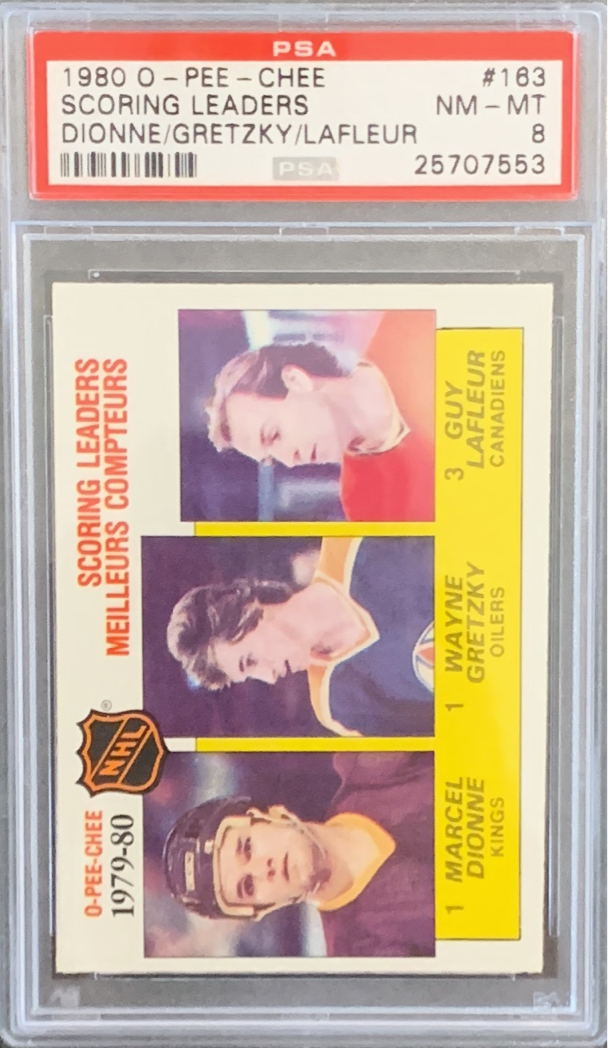 PSA
1980 O-PEE-CHEE #163
SCORING LEADERS NM-MT
DIONNE/GRETZKY/LAFLEUR 8
PSA 25707553
O-PEE-CHEE
1979-80
NHL ®
SCORING LEADERS
MEILLEURS COMPTEURS
1 MARCEL
DIONNE
KINGS
1 WAYNE
GRETZKY
OILERS
3 GUY
LAFLEUR
CANADIENS